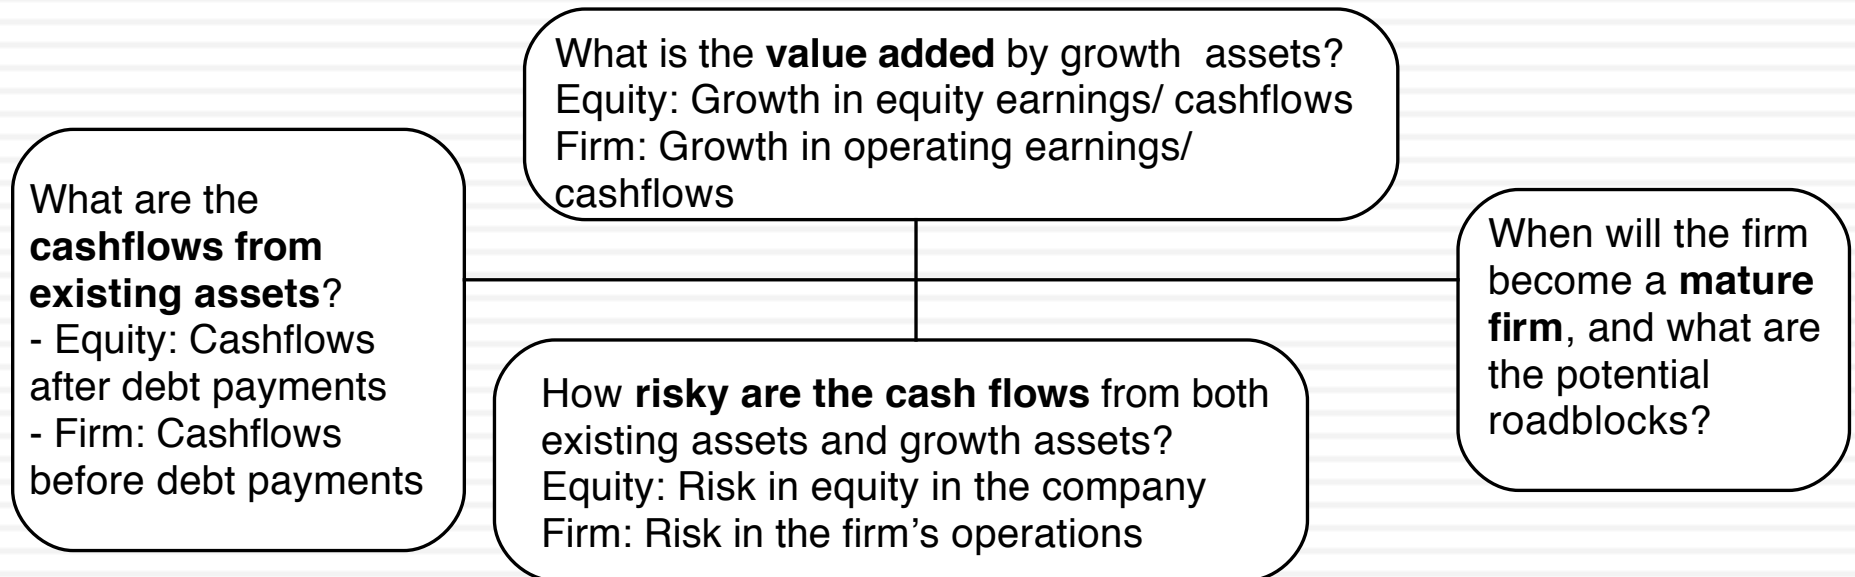 What is the value added by growth  assets?
Equity: Growth in equity earnings/ cashflows
Firm: Growth in operating earnings/
cashflows
What are the
cashflows from
existing assets?
- Equity: Cashflows
after debt payments
- Firm: Cashflows
before debt payments
When will the firm
become a mature
firm, and what are
the potential
roadblocks?
How risky are the cash flows from both
existing assets and growth assets?
Equity: Risk in equity in the company
Firm: Risk in the firm’s operations